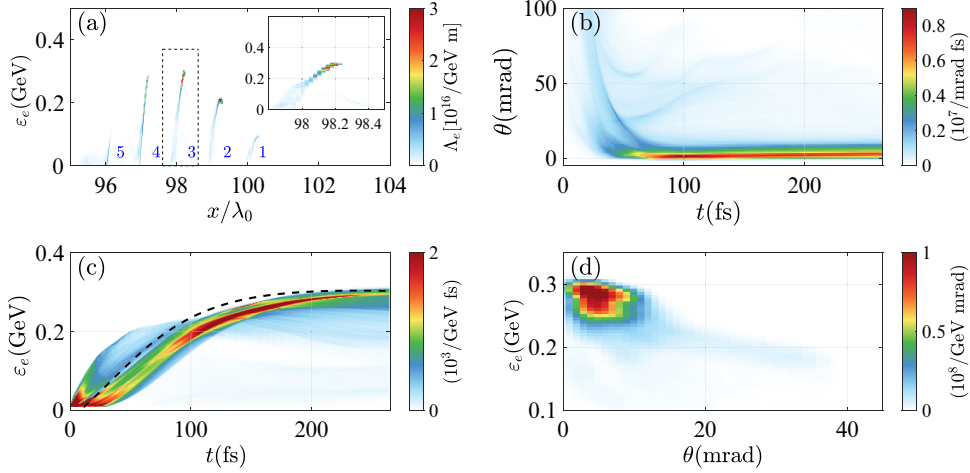 (a)
ε_e(GeV)
0.4
0.2
0
5 4 3 2 1
96 98 100 102 104
x/λ_0
0
98 98.2 98.4
3
2
1
0
Λ_e[10^16/GeV m]
(b)
θ(mrad)
100
50
0
0 100 200
t(fs)
0.8
0.6
0.4
0.2
0
(10^7/mrad fs)
(c)
ε_e(GeV)
0.4
0.2
0
0 100 200
t(fs)
2
1
0
(10^3/GeV fs)
(d)
ε_e(GeV)
0.3
0.2
0.1
0 20 40
θ(mrad)
1
0.5
0
(10^8/GeV mrad)